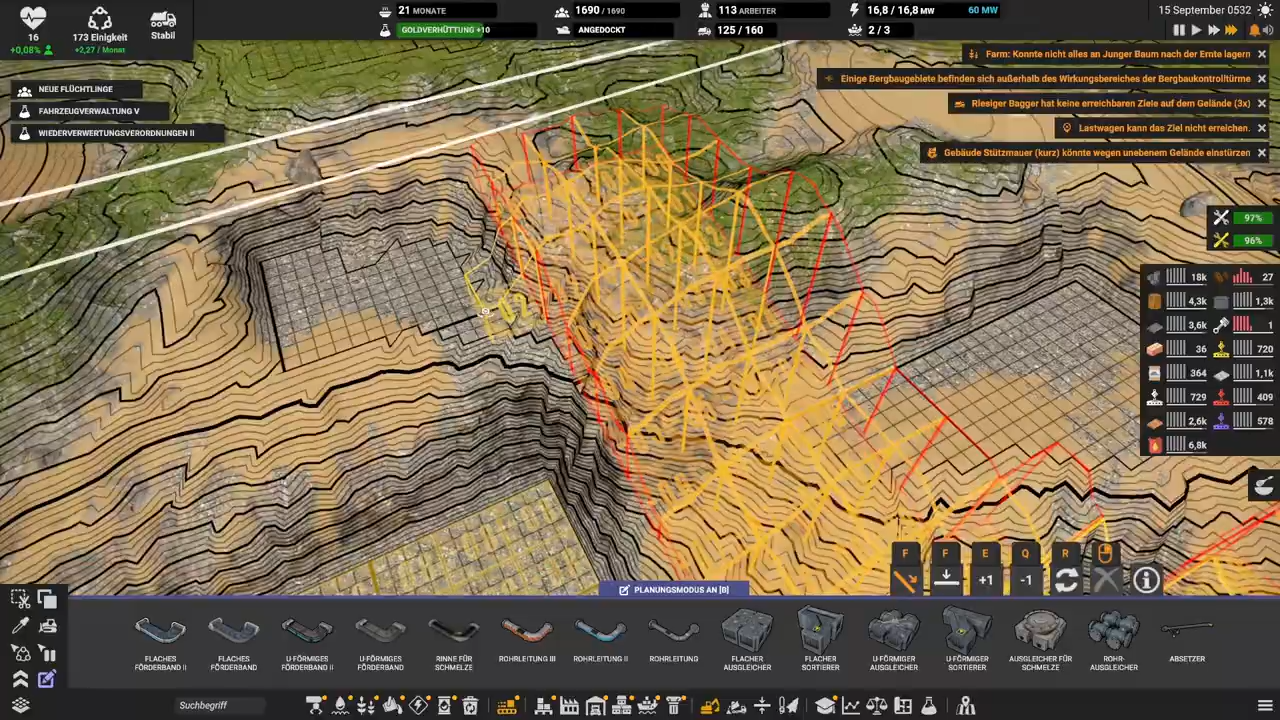 16
+0,08%
173 Einigkeit
+2,27 / Monat
Stabil
21 MONATE
GOLDVERHÜTTUNG +10
1690 / 1690
ANGEDOCKT
113 ARBEITER
125 / 160
16,8 / 16,8 MW
60 MW
2 / 3
15 September 0532
NEUE FLÜCHTLINGE
FAHRZEUGVERWALTUNG V
WIEDERVERWERTUNGSVERORDNUNGEN II
Farm: Konnte nicht alles an Junger Baum nach der Ernte lagern
Einige Bergbaugebiete befinden sich außerhalb des Wirkungsbereiches der Bergbaukontrolltürme
Riesiger Bagger hat keine erreichbaren Ziele auf dem Gelände (3x)
Lastwagen kann das Ziel nicht erreichen.
Gebäude Stützmauer (kurz) könnte wegen unebenem Gelände einstürzen
97%
96%
18k 27
4,3k 1,3k
3,6k 1
36 720
364 1,1k
729 409
2,6k 578
6,8k
F F E Q R
+1 -1
PLANUNGSMODUS AN [B]
FLACHES FÖRDERBAND II
FLACHES FÖRDERBAND
U-FÖRMIGES FÖRDERBAND II
U-FÖRMIGES FÖRDERBAND
RINNE FÜR SCHMELZE
ROHRLEITUNG III
ROHRLEITUNG II
ROHRLEITUNG
FLACHER AUSGLEICHER
FLACHER SORTIERER
U-FÖRMIGER AUSGLEICHER
U-FÖRMIGER SORTIERER
AUSGLEICHER FÜR SCHMELZE
ROHR-AUSGLEICHER
ABSETZER
Suchbegriff